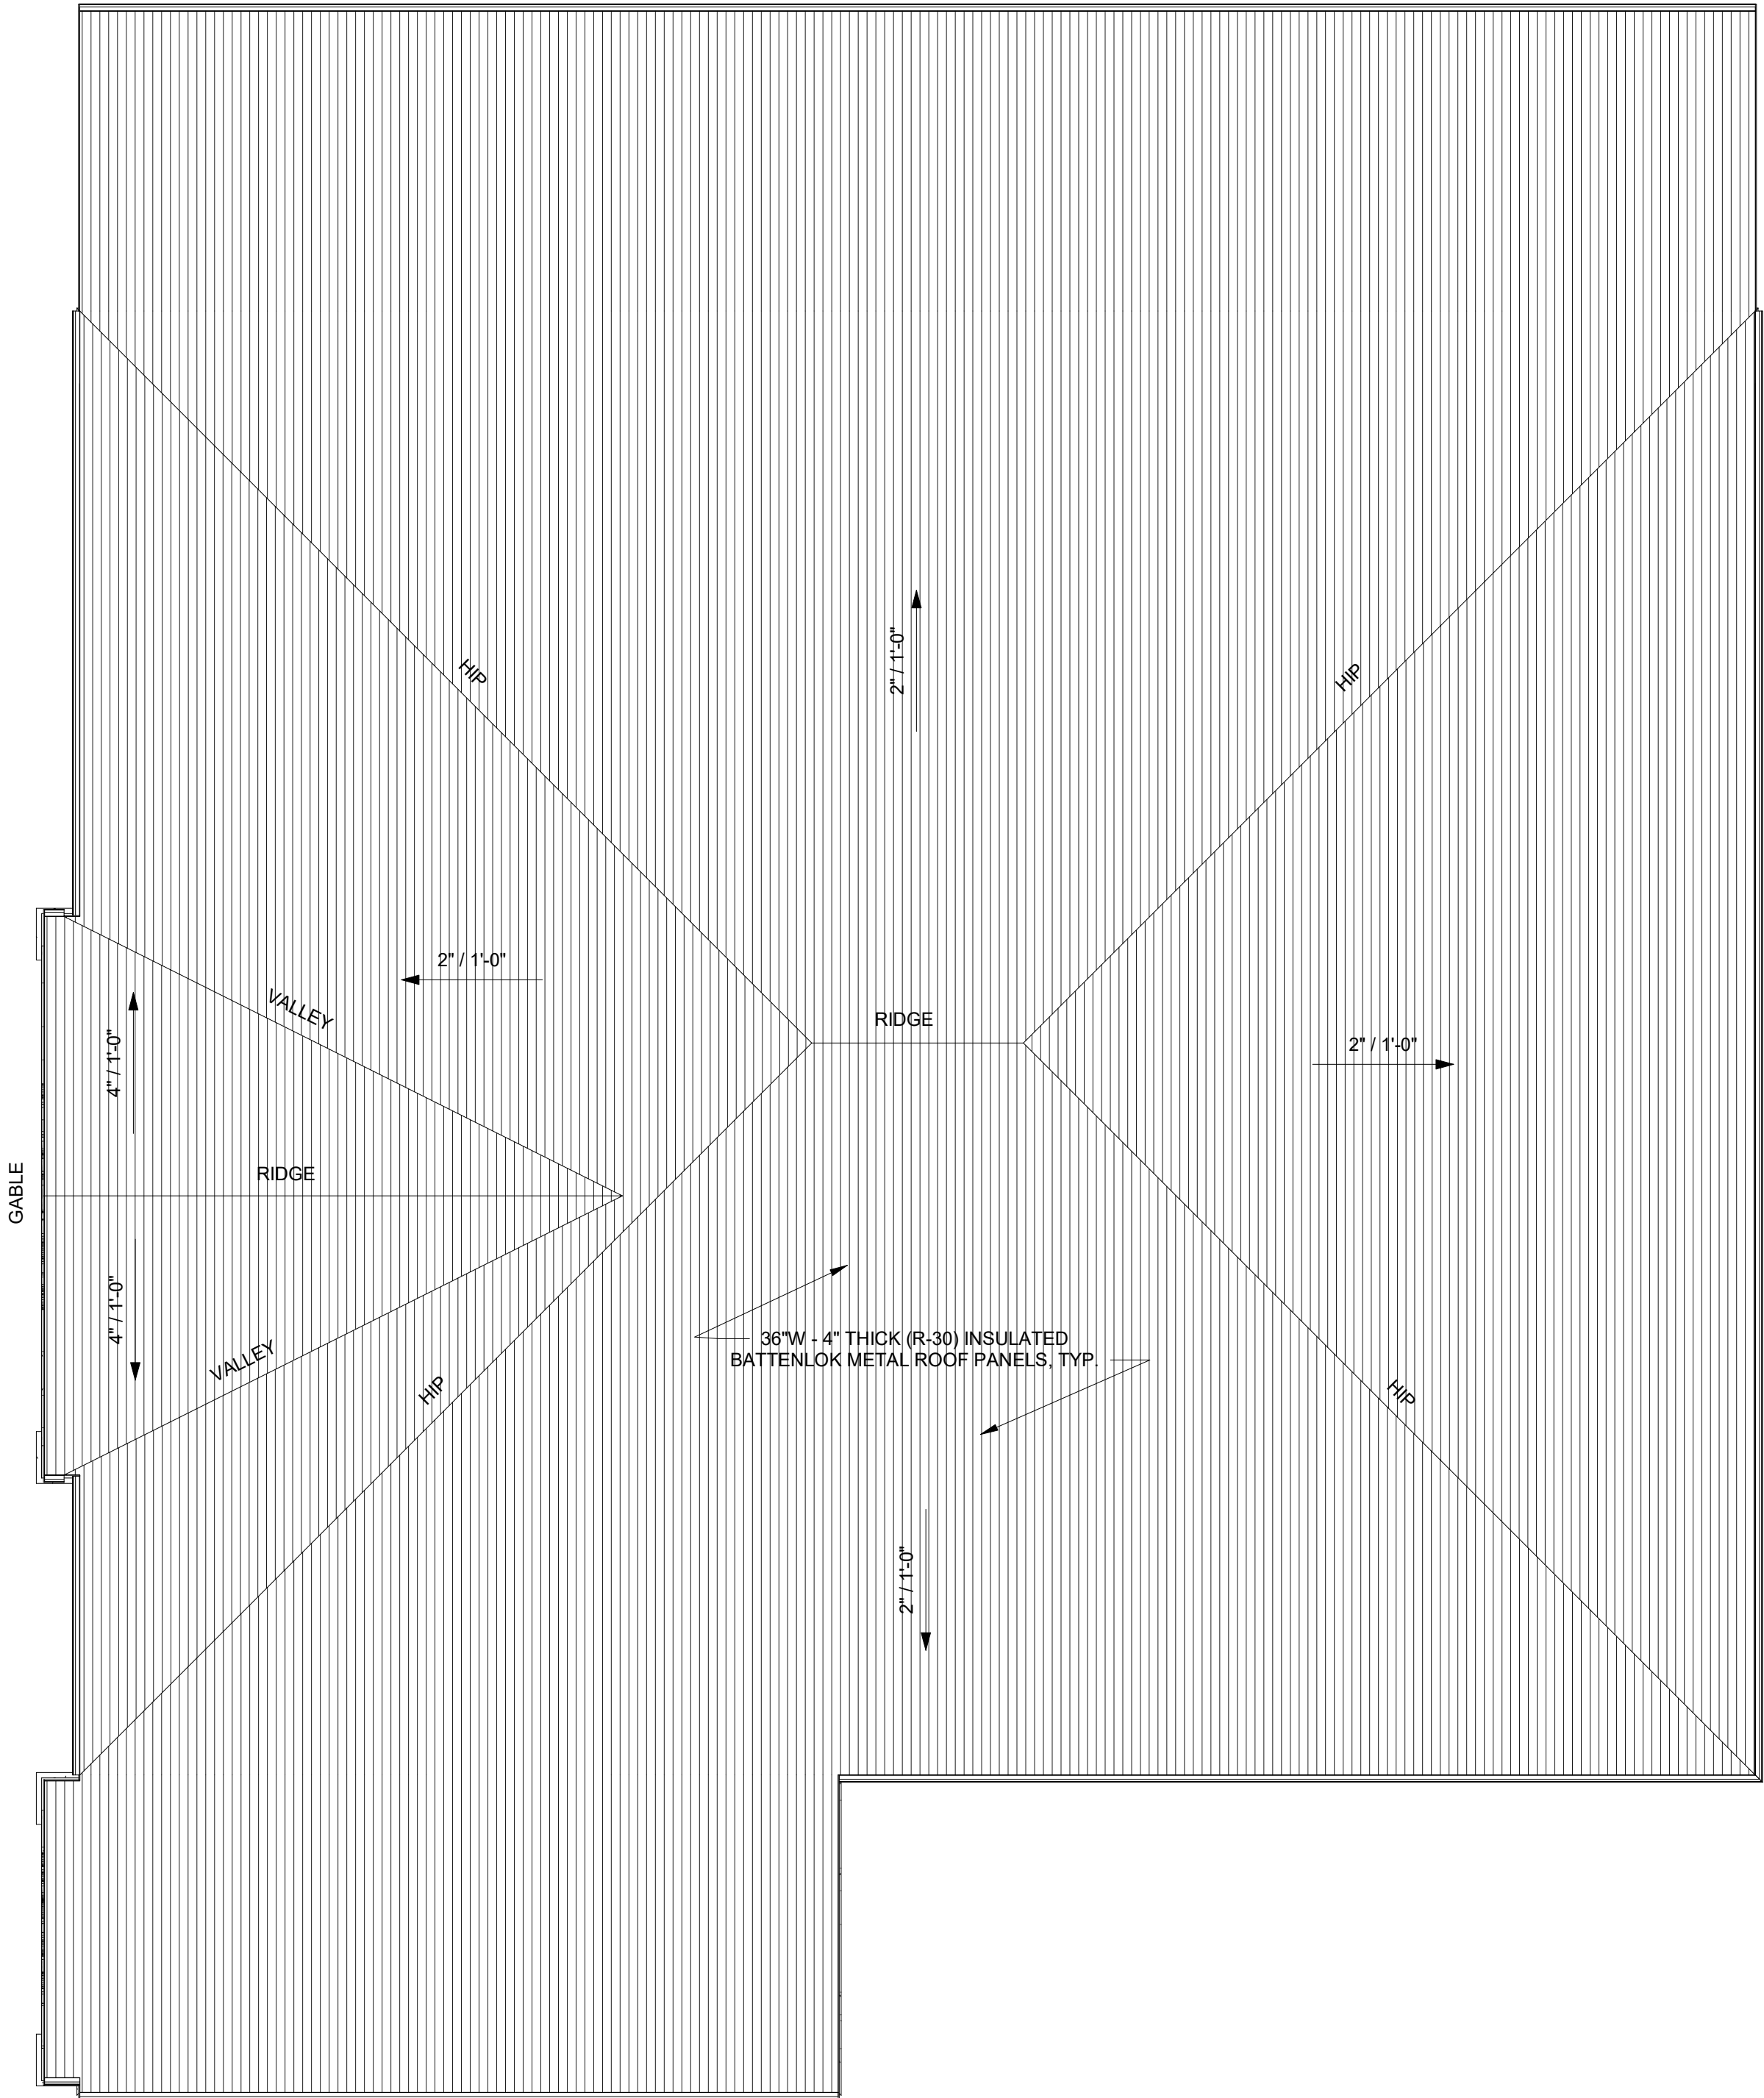 HIP
HIP
2" / 1'-0"
2" / 1'-0"
VALLEY
RIDGE
2" / 1'-0"
4" / 1'-0"
GABLE
RIDGE
4" / 1'-0"
VALLEY
HIP
36"W - 4" THICK (R-30) INSULATED
BATTENLOK METAL ROOF PANELS, TYP.
HIP
2" / 1'-0"